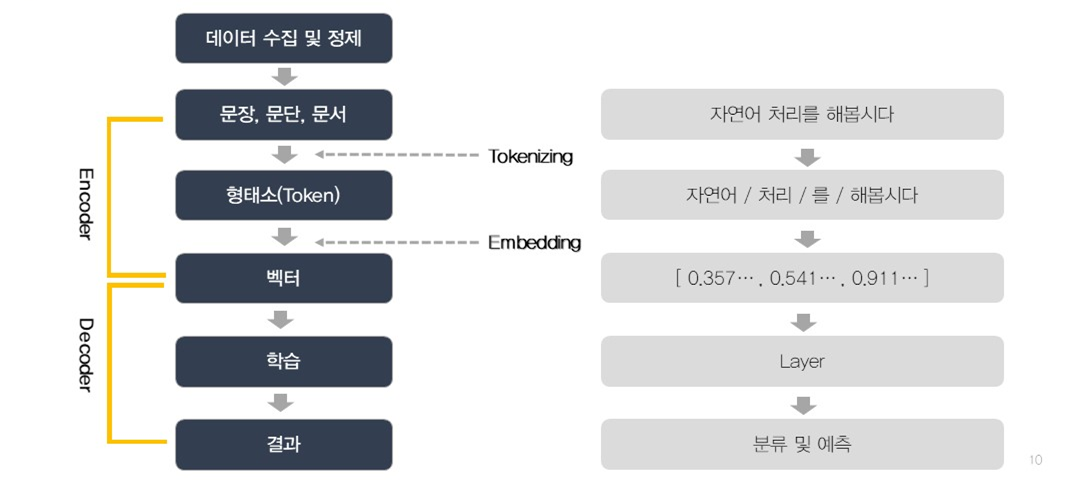 데이터 수집 및 정제
문장, 문단, 문서
자연어 처리를 해봅시다
Tokenizing
Encoder
형태소(Token)
자연어 / 처리 / 를 / 해봅시다
Embedding
벡터
[ 0.357… , 0.541… , 0.911… ]
Decoder
학습
Layer
결과
분류 및 예측
10